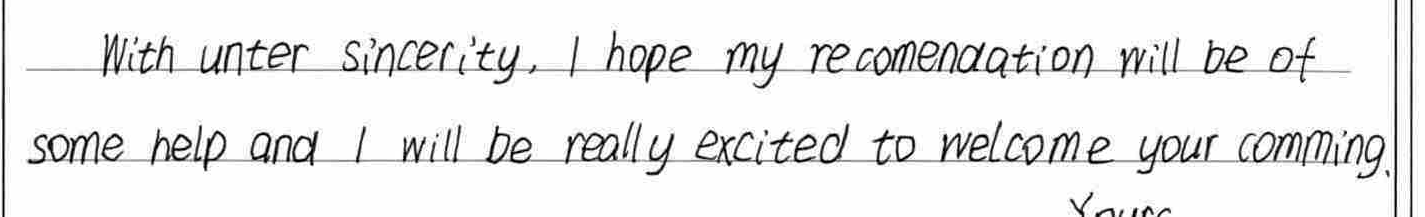 With unter sincerity, I hope my recomendation will be of
some help and I will be really excited to welcome your comming.
Yours